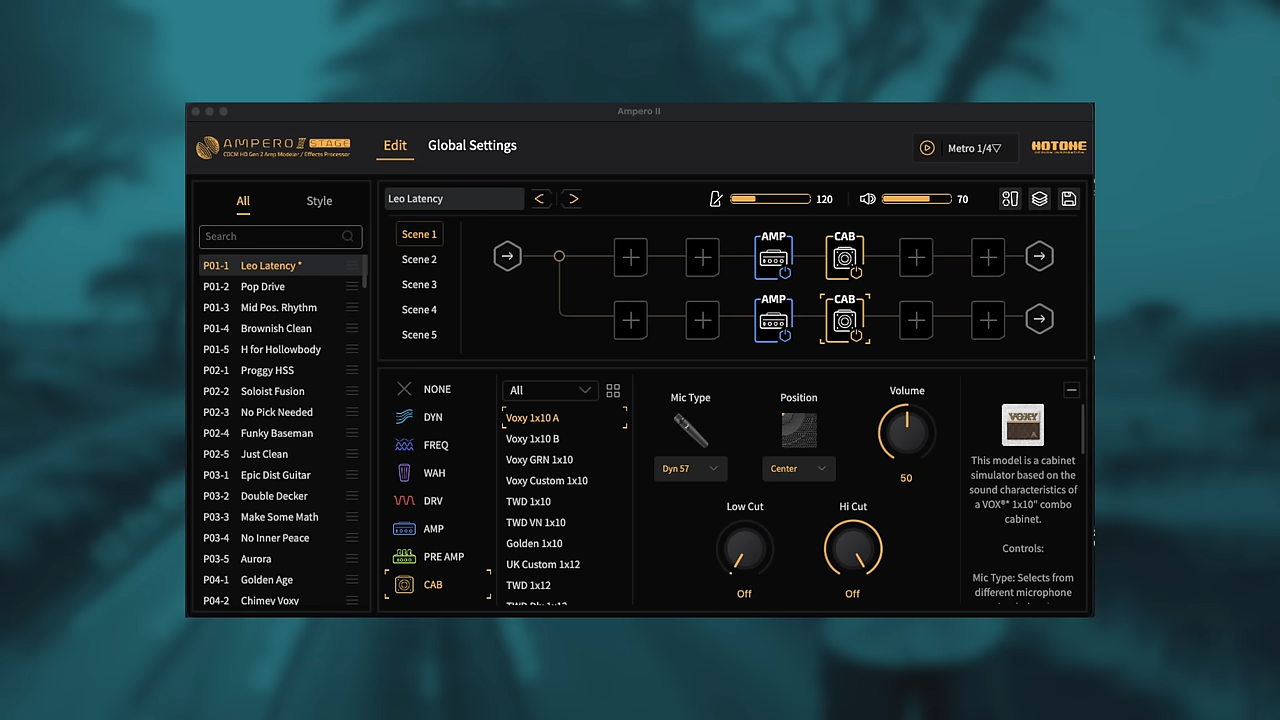 Ampero II
AMPERO II STAGE
CDCM HD Gen 2 Amp Modeler / Effects Processor
Edit
Global Settings
Metro 1/4▽
HOTONE
All
Style
Search
P01-1 Leo Latency *
P01-2 Pop Drive
P01-3 Mid Pos. Rhythm
P01-4 Brownish Clean
P01-5 H for Hollowbody
P02-1 Proggy HSS
P02-2 Soloist Fusion
P02-3 No Pick Needed
P02-4 Funky Baseman
P02-5 Just Clean
P03-1 Epic Dist Guitar
P03-2 Double Decker
P03-3 Make Some Math
P03-4 No Inner Peace
P03-5 Aurora
P04-1 Golden Age
P04-2 Chimey Voxy
Leo Latency
< >
120
70
Scene 1
Scene 2
Scene 3
Scene 4
Scene 5
AMP
CAB
AMP
CAB
NONE
DYN
FREQ
WAH
DRV
AMP
PRE AMP
CAB
All
Voxy 1x10 A
Voxy 1x10 B
Voxy GRN 1x10
Voxy Custom 1x10
TWD 1x10
TWD VN 1x10
Golden 1x10
UK Custom 1x12
TWD 1x12
Mic Type
Dyn 57
Position
Center
Volume
50
Low Cut
Off
Hi Cut
Off
VOXY
A
This model is a cabinet
simulator based on the
sound characteristics of
a VOX®* 1x10" combo
cabinet.
Controls:
Mic Type: Selects from
different microphone